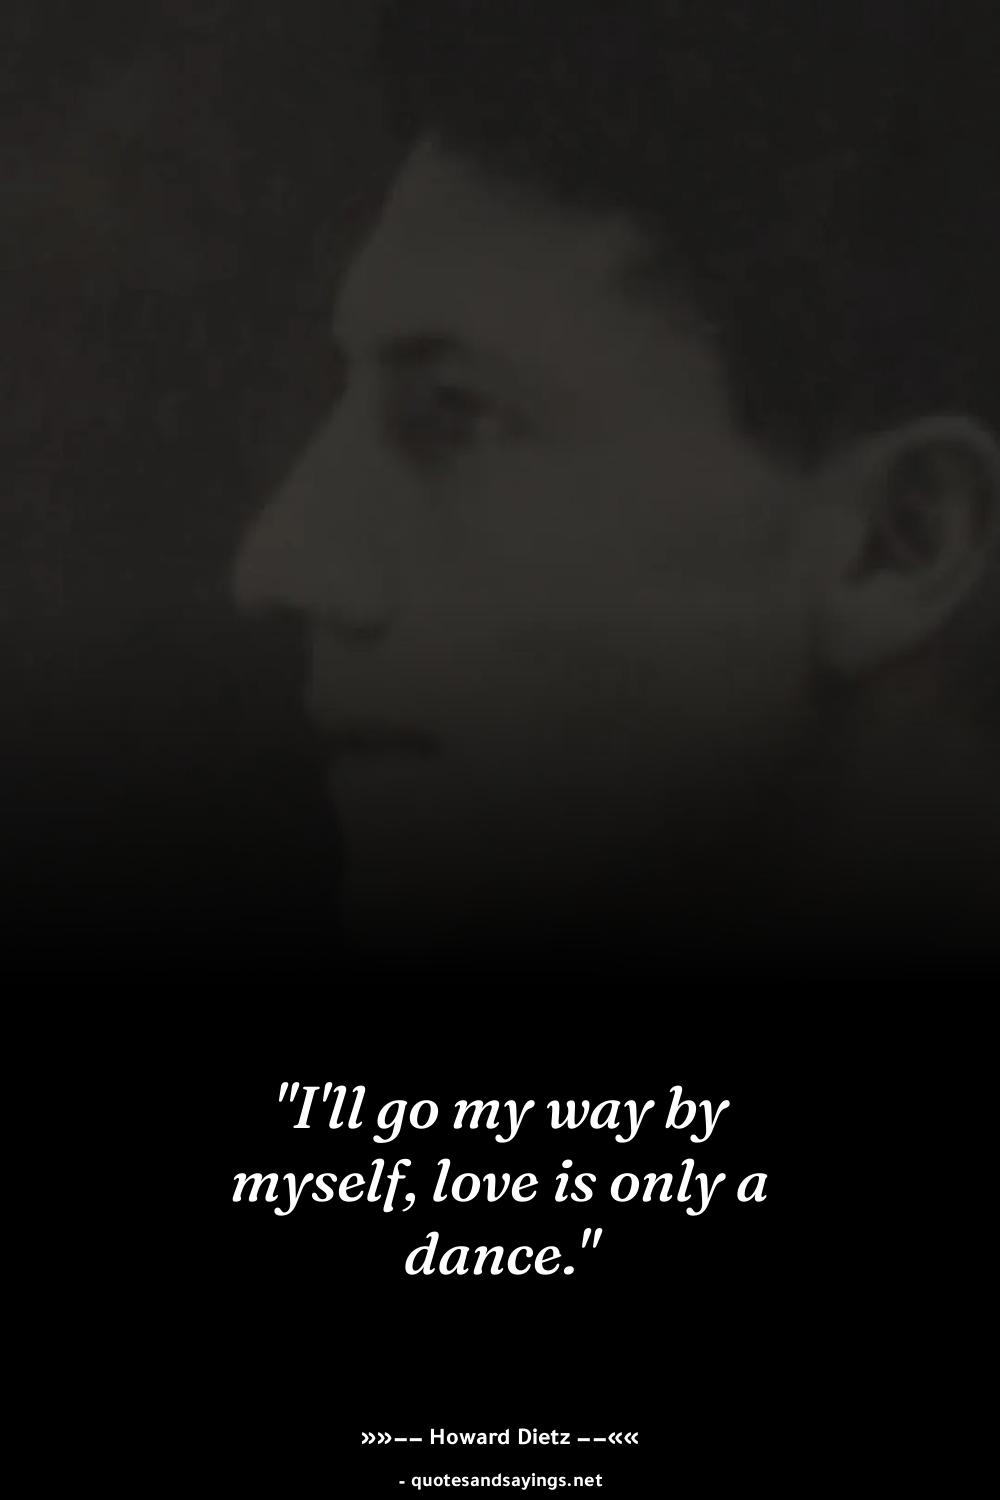 "I'll go my way by
myself, love is only a
dance."
»»−− Howard Dietz −−««
- quotesandsayings.net